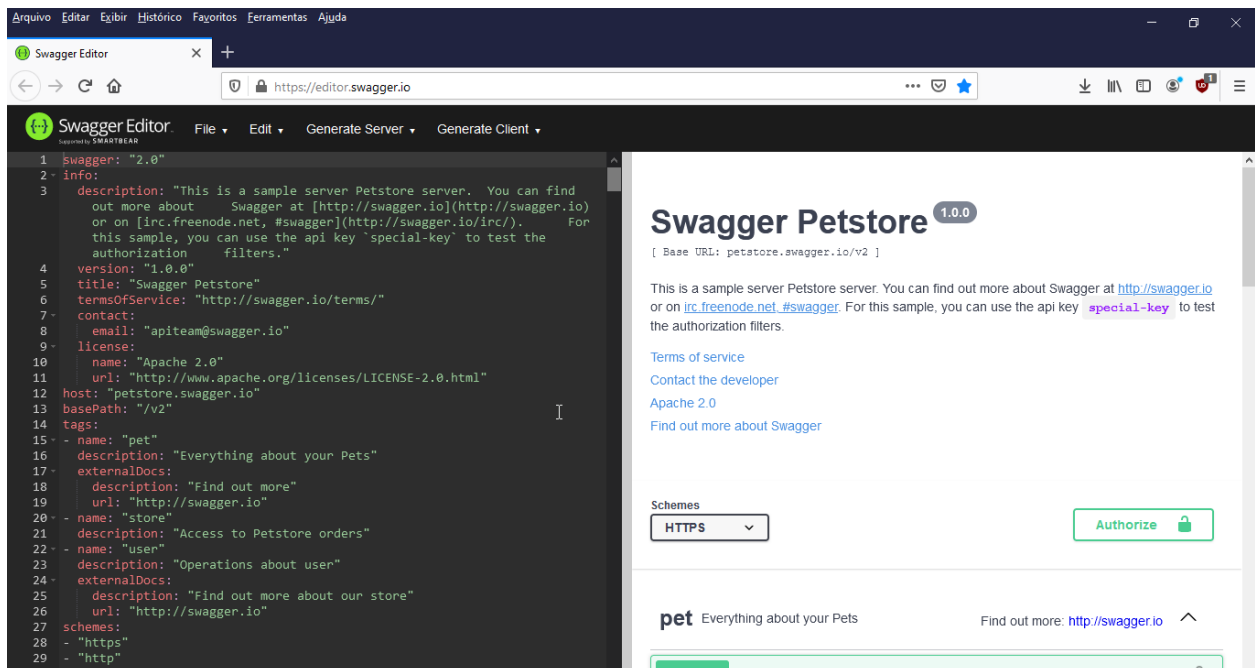 Arquivo Editar Exibir Histórico Favoritos Ferramentas Ajuda
Swagger Editor
https://editor.swagger.io
1
Swagger Editor
Supported by SMARTBEAR
File Edit Generate Server Generate Client
1 swagger: "2.0"
2 info:
3 description: "This is a sample server Petstore server. You can find
out more about Swagger at [http://swagger.io](http://swagger.io)
or on [irc.freenode.net, #swagger](http://swagger.io/irc/). For
this sample, you can use the api key `special-key` to test the
authorization filters."
4 version: "1.0.0"
5 title: "Swagger Petstore"
6 termsOfService: "http://swagger.io/terms/"
7 contact:
8 email: "apiteam@swagger.io"
9 license:
10 name: "Apache 2.0"
11 url: "http://www.apache.org/licenses/LICENSE-2.0.html"
12 host: "petstore.swagger.io"
13 basePath: "/v2"
14 tags:
15 - name: "pet"
16 description: "Everything about your Pets"
17 externalDocs:
18 description: "Find out more"
19 url: "http://swagger.io"
20 - name: "store"
21 description: "Access to Petstore orders"
22 - name: "user"
23 description: "Operations about user"
24 externalDocs:
25 description: "Find out more about our store"
26 url: "http://swagger.io"
27 schemes:
28 - "https"
29 - "http"
Swagger Petstore 1.0.0
[ Base URL: petstore.swagger.io/v2 ]
This is a sample server Petstore server. You can find out more about Swagger at http://swagger.io
or on irc.freenode.net, #swagger. For this sample, you can use the api key special-key to test
the authorization filters.
Terms of service
Contact the developer
Apache 2.0
Find out more about Swagger
Schemes
HTTPS
Authorize
pet Everything about your Pets
Find out more: http://swagger.io